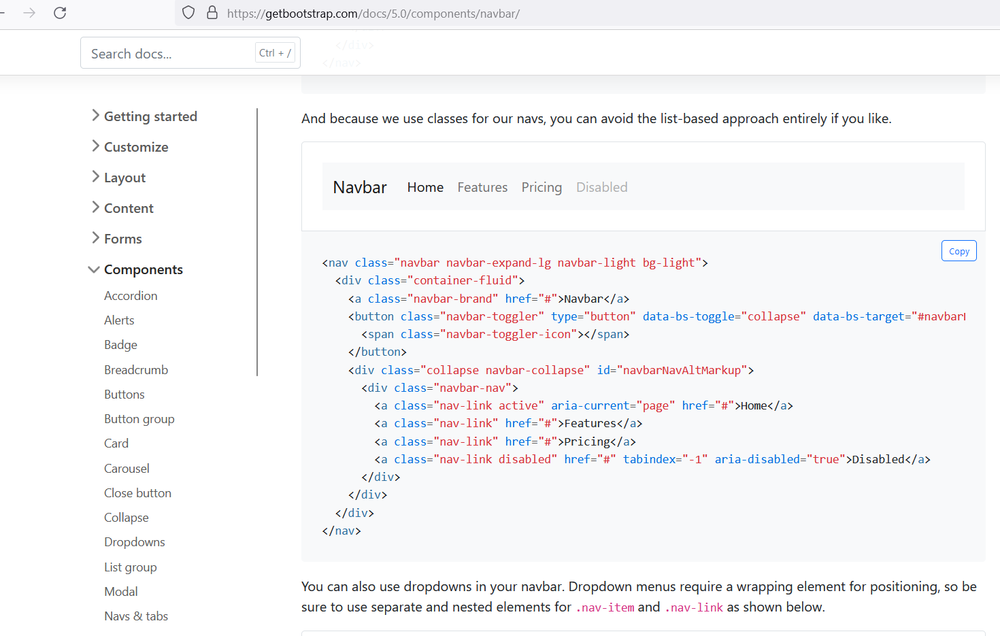 https://getbootstrap.com/docs/5.0/components/navbar/
Search docs...
Ctrl + /
</div>
</nav>
Getting started
Customize
Layout
Content
Forms
Components
Accordion
Alerts
Badge
Breadcrumb
Buttons
Button group
Card
Carousel
Close button
Collapse
Dropdowns
List group
Modal
Navs & tabs
And because we use classes for our navs, you can avoid the list-based approach entirely if you like.
Navbar Home Features Pricing Disabled
Copy
<nav class="navbar navbar-expand-lg navbar-light bg-light">
<div class="container-fluid">
<a class="navbar-brand" href="#">Navbar</a>
<button class="navbar-toggler" type="button" data-bs-toggle="collapse" data-bs-target="#navbar
<span class="navbar-toggler-icon"></span>
</button>
<div class="collapse navbar-collapse" id="navbarNavAltMarkup">
<div class="navbar-nav">
<a class="nav-link active" aria-current="page" href="#">Home</a>
<a class="nav-link" href="#">Features</a>
<a class="nav-link" href="#">Pricing</a>
<a class="nav-link disabled" href="#" tabindex="-1" aria-disabled="true">Disabled</a>
</div>
</div>
</div>
</nav>
You can also use dropdowns in your navbar. Dropdown menus require a wrapping element for positioning, so be
sure to use separate and nested elements for .nav-item and .nav-link as shown below.